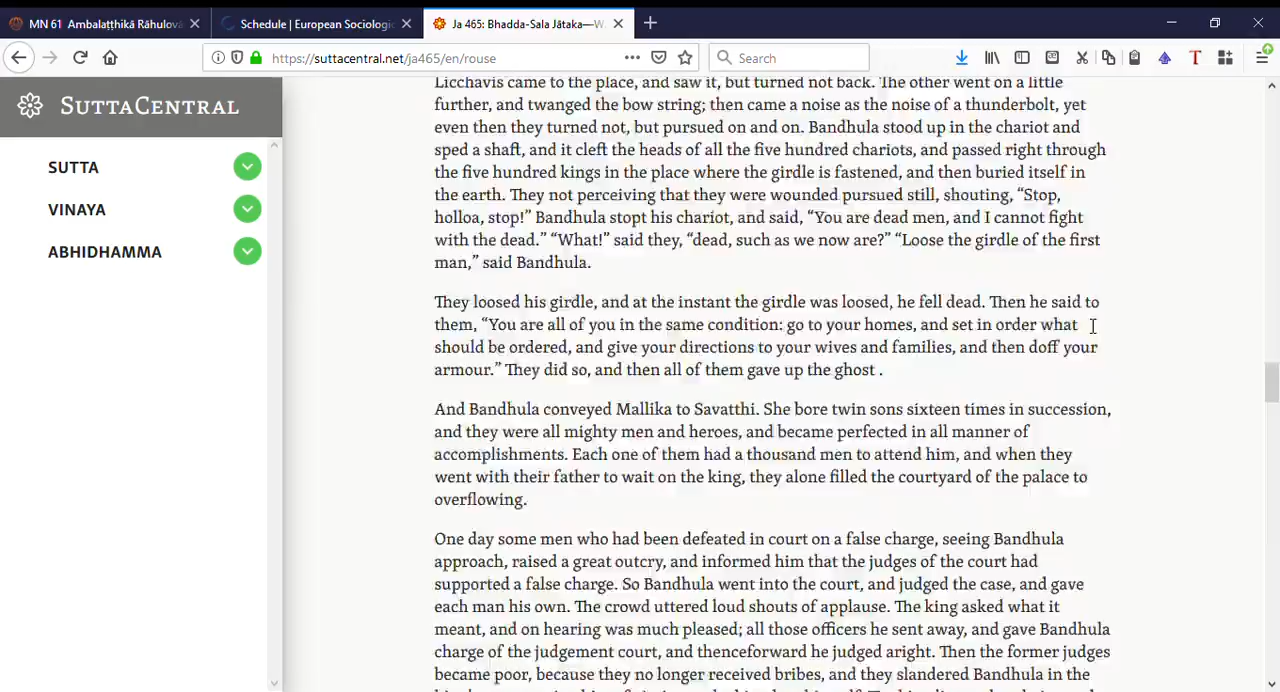 MN 61 Ambalaṭṭhikā Rāhulov
Schedule | European Sociologi
Ja 465: Bhadda-Sala Jātaka—W
https://suttacentral.net/ja465/en/rouse
Search
SUTTACENTRAL
SUTTA
VINAYA
ABHIDHAMMA
Licchavis came to the place, and saw it, but turned not back. The other went on a little
further, and twanged the bow string; then came a noise as the noise of a thunderbolt, yet
even then they turned not, but pursued on and on. Bandhula stood up in the chariot and
sped a shaft, and it cleft the heads of all the five hundred chariots, and passed right through
the five hundred kings in the place where the girdle is fastened, and then buried itself in
the earth. They not perceiving that they were wounded pursued still, shouting, “Stop,
holloa, stop!” Bandhula stopt his chariot, and said, “You are dead men, and I cannot fight
with the dead.” “What!” said they, “dead, such as we now are?” “Loose the girdle of the first
man,” said Bandhula.
They loosed his girdle, and at the instant the girdle was loosed, he fell dead. Then he said to
them, “You are all of you in the same condition: go to your homes, and set in order what
should be ordered, and give your directions to your wives and families, and then doff your
armour.” They did so, and then all of them gave up the ghost .
And Bandhula conveyed Mallika to Savatthi. She bore twin sons sixteen times in succession,
and they were all mighty men and heroes, and became perfected in all manner of
accomplishments. Each one of them had a thousand men to attend him, and when they
went with their father to wait on the king, they alone filled the courtyard of the palace to
overflowing.
One day some men who had been defeated in court on a false charge, seeing Bandhula
approach, raised a great outcry, and informed him that the judges of the court had
supported a false charge. So Bandhula went into the court, and judged the case, and gave
each man his own. The crowd uttered loud shouts of applause. The king asked what it
meant, and on hearing was much pleased; all those officers he sent away, and gave Bandhula
charge of the judgement court, and thenceforward he judged aright. Then the former judges
became poor, because they no longer received bribes, and they slandered Bandhula in the